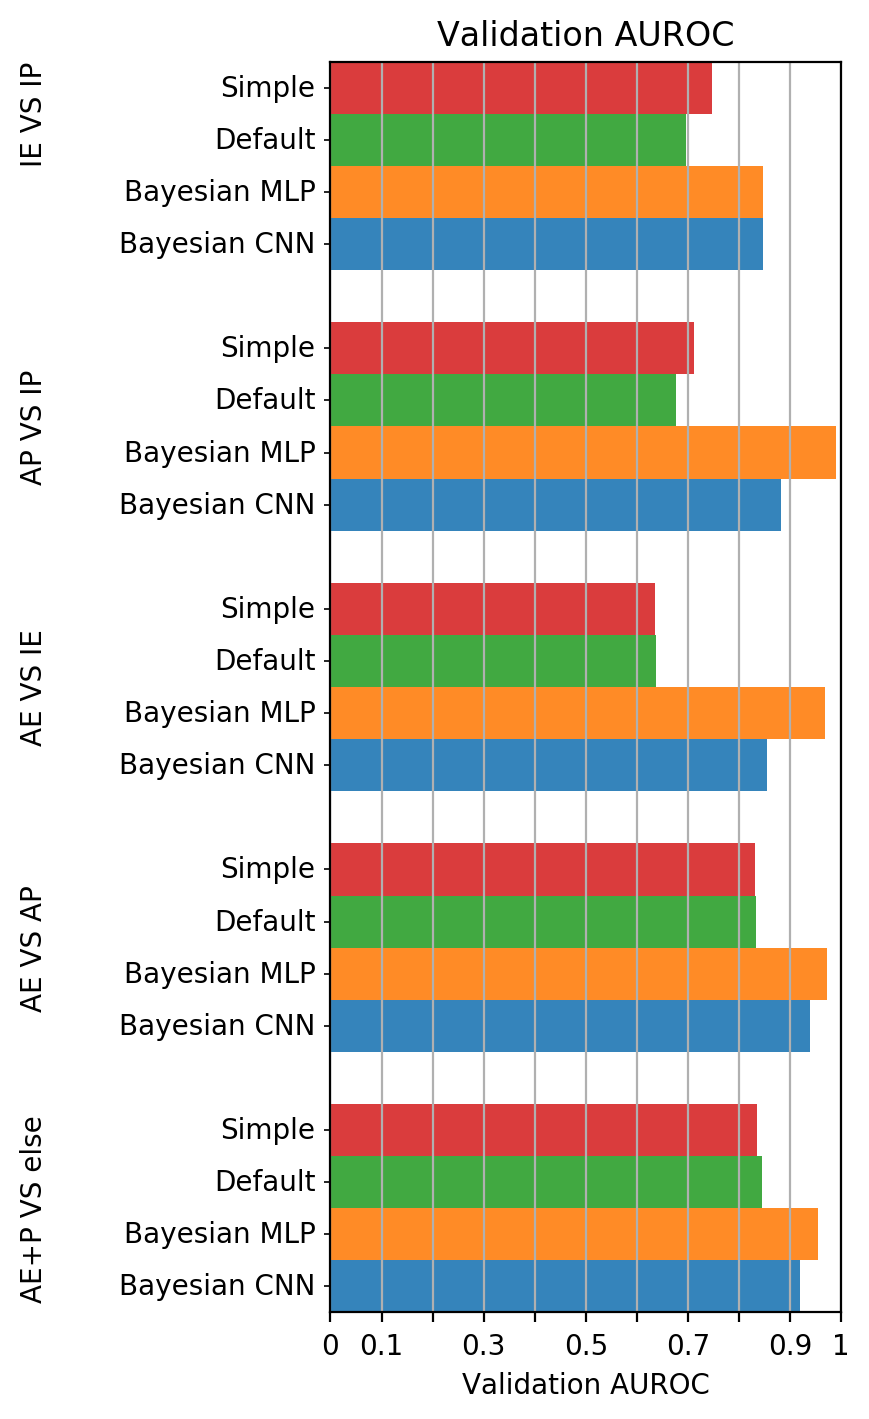 Validation AUROC
IE VS IP
Simple
Default
Bayesian MLP
Bayesian CNN
AP VS IP
Simple
Default
Bayesian MLP
Bayesian CNN
AE VS IE
Simple
Default
Bayesian MLP
Bayesian CNN
AE VS AP
Simple
Default
Bayesian MLP
Bayesian CNN
AE+P VS else
Simple
Default
Bayesian MLP
Bayesian CNN
0 0.1 0.3 0.5 0.7 0.9 1
Validation AUROC